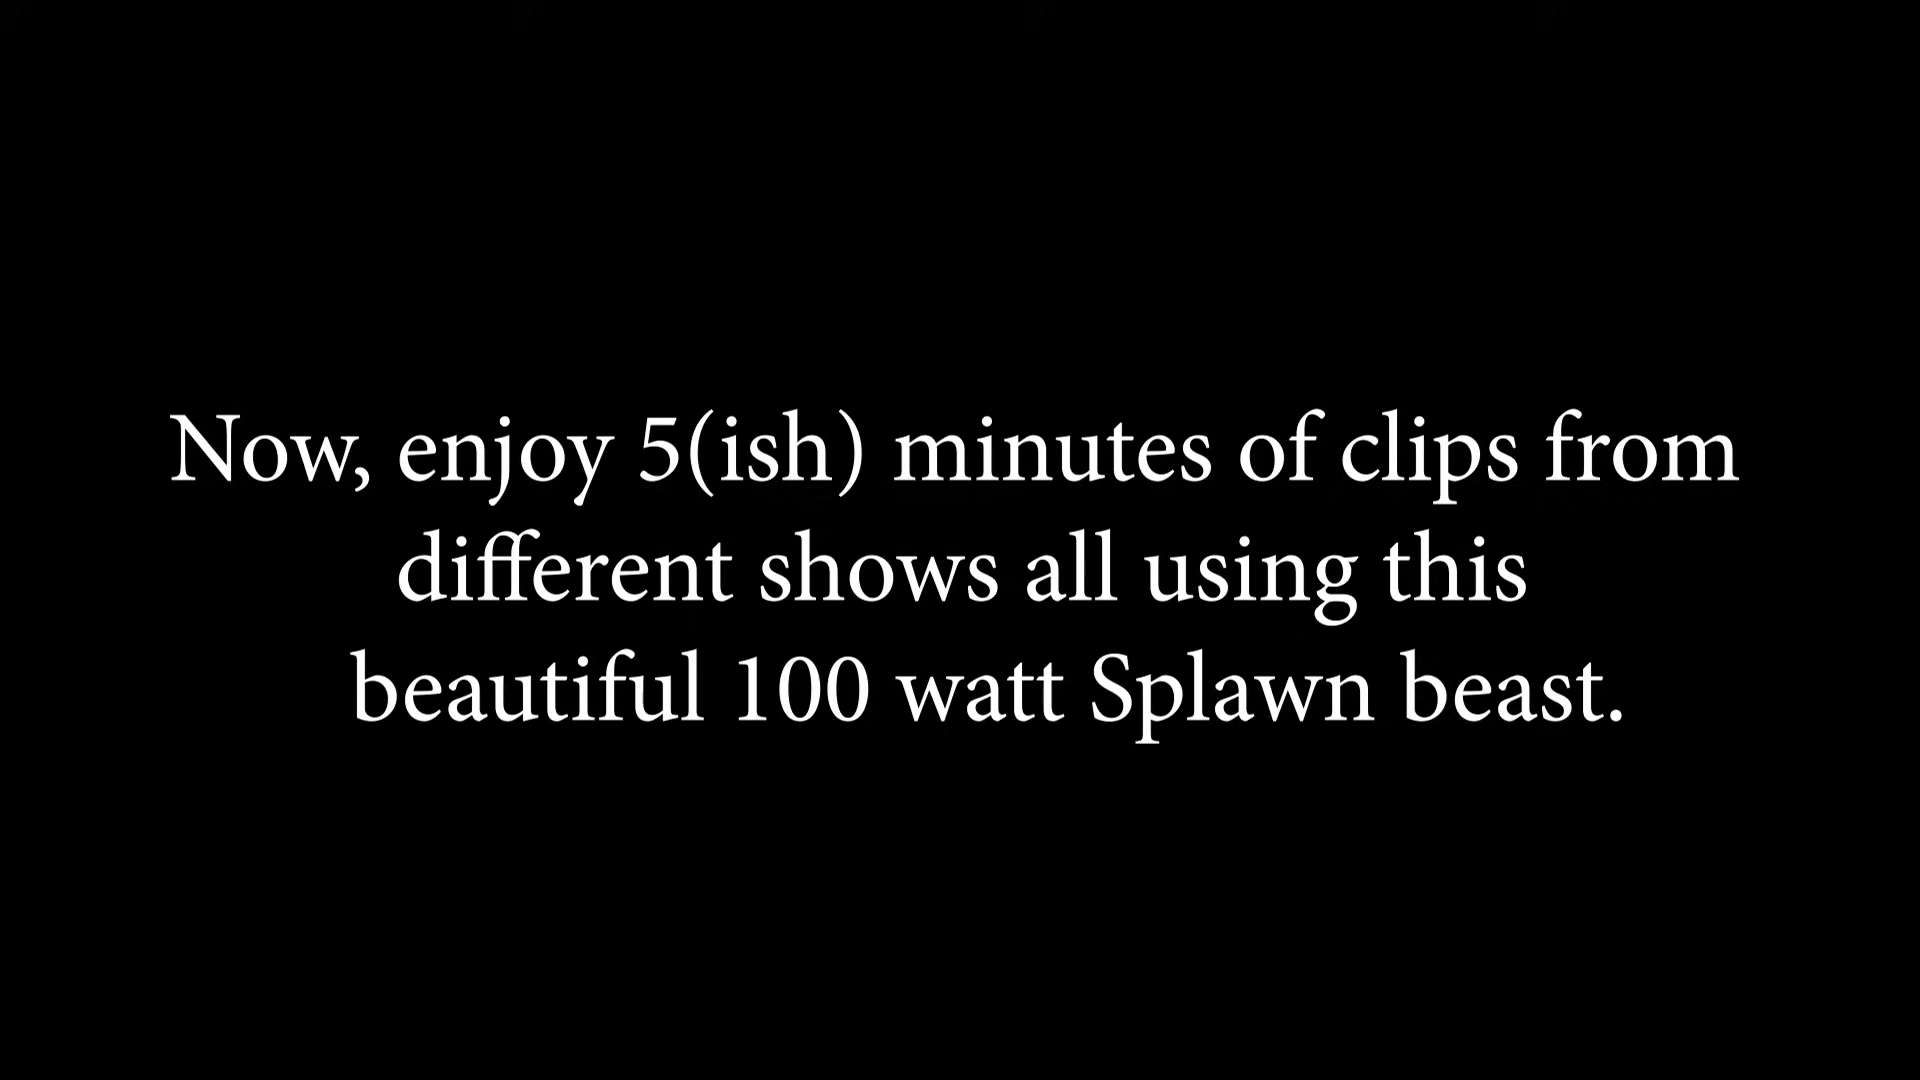 Now, enjoy 5(ish) minutes of clips from
different shows all using this
beautiful 100 watt Splawn beast.